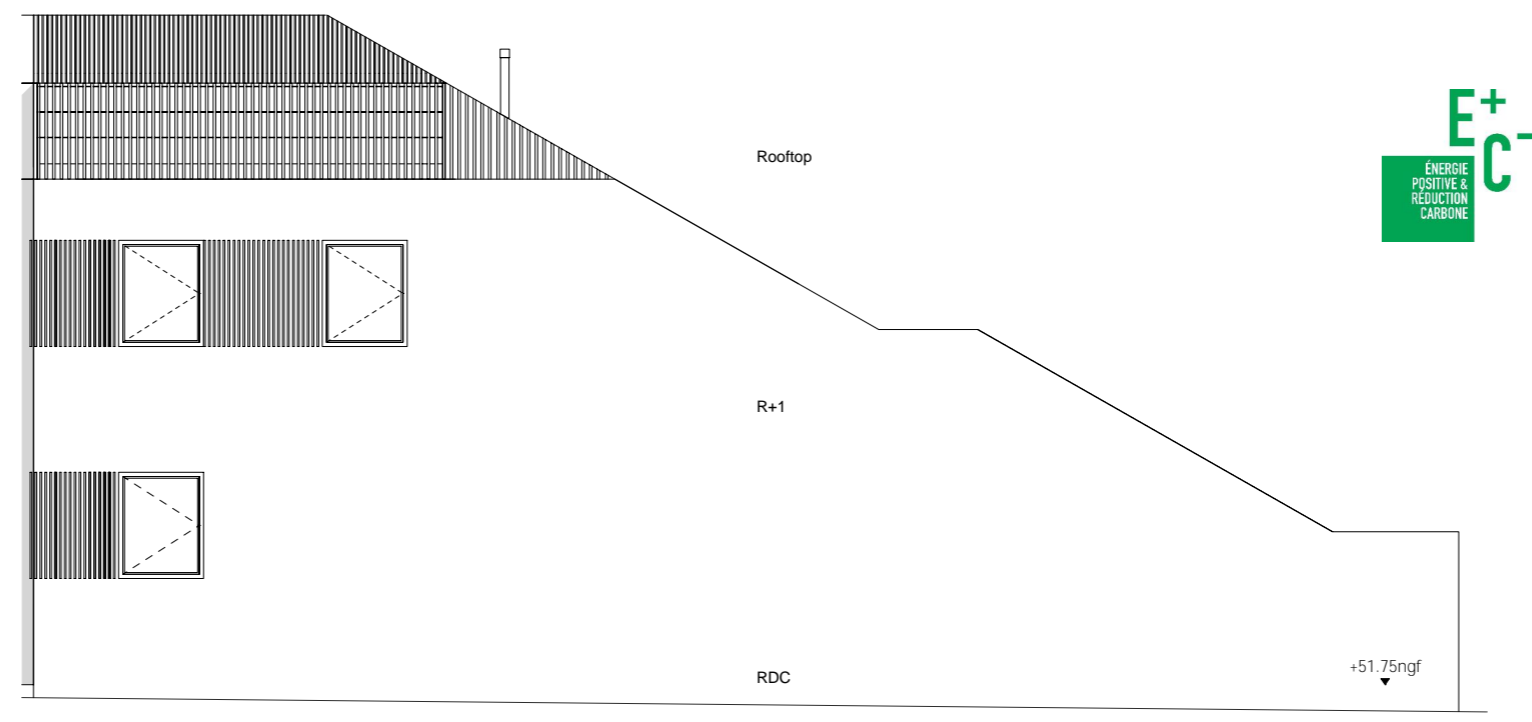 Rooftop
E+
C-
ÉNERGIE
POSITIVE &
RÉDUCTION
CARBONE
R+1
RDC
+51.75ngf